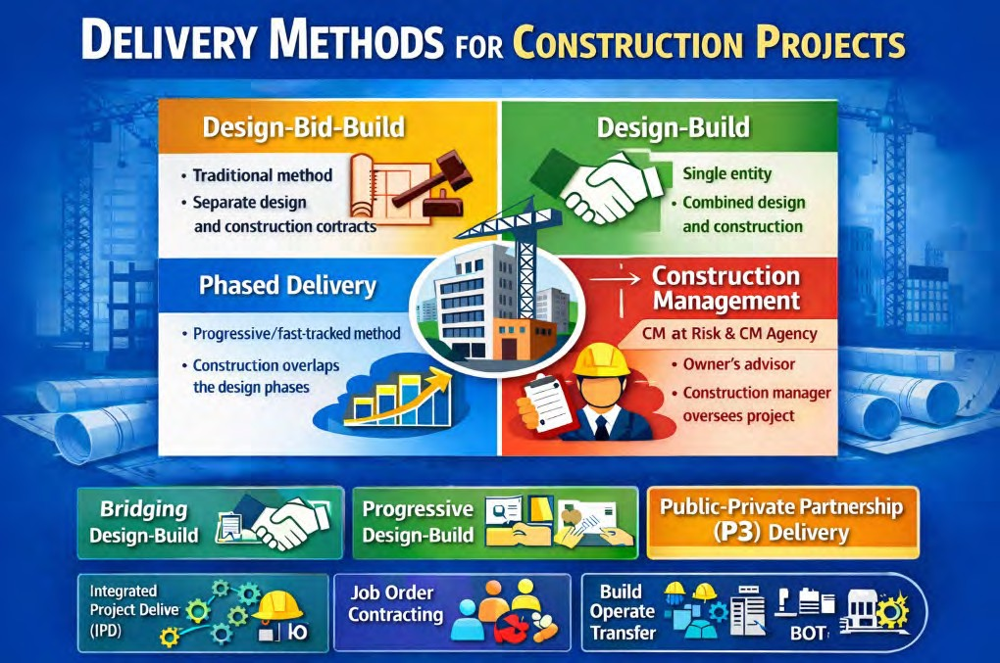 DELIVERY METHODS FOR CONSTRUCTION PROJECTS
Design-Bid-Build
• Traditional method
• Separate design
and construction contracts
Design-Build
Single entity
• Combined design
and construction
Phased Delivery
• Progressive/fast-tracked method
• Construction overlaps
the design phases
Construction
Management
CM at Risk & CM Agency
• Owner's advisor
• Construction manager
oversees project
Bridging
Design-Build
Progressive
Design-Build
Public-Private Partnership
(P3) Delivery
Integrated
Project Delive
(IPD)
IO
Job Order
Contracting
Build
Operate
Transfer
BOT